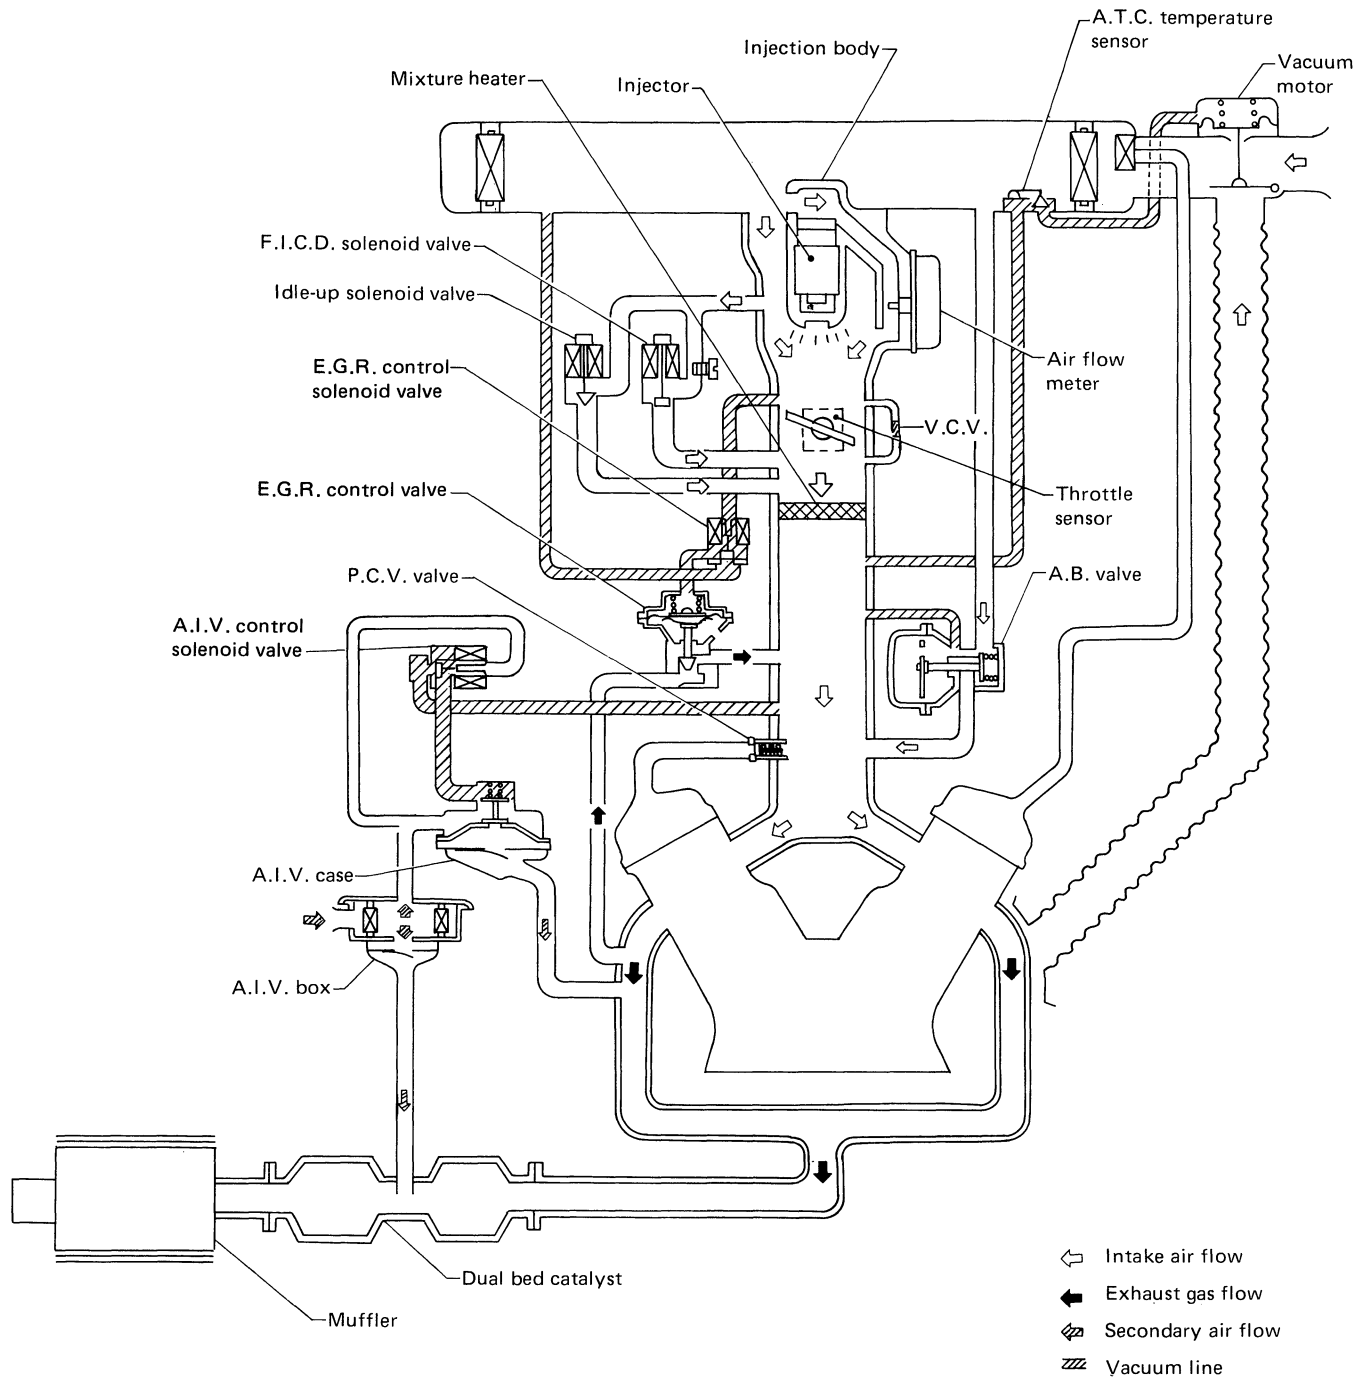 A.T.C. temperature
sensor
Injection body
Vacuum
motor
Mixture heater
Injector
F.I.C.D. solenoid valve
Idle-up solenoid valve
E.G.R. control
solenoid valve
Air flow
meter
V.C.V.
E.G.R. control valve
Throttle
sensor
P.C.V. valve
A.B. valve
A.I.V. control
solenoid valve
A.I.V. case
A.I.V. box
Dual bed catalyst
Muffler
Intake air flow
Exhaust gas flow
Secondary air flow
Vacuum line